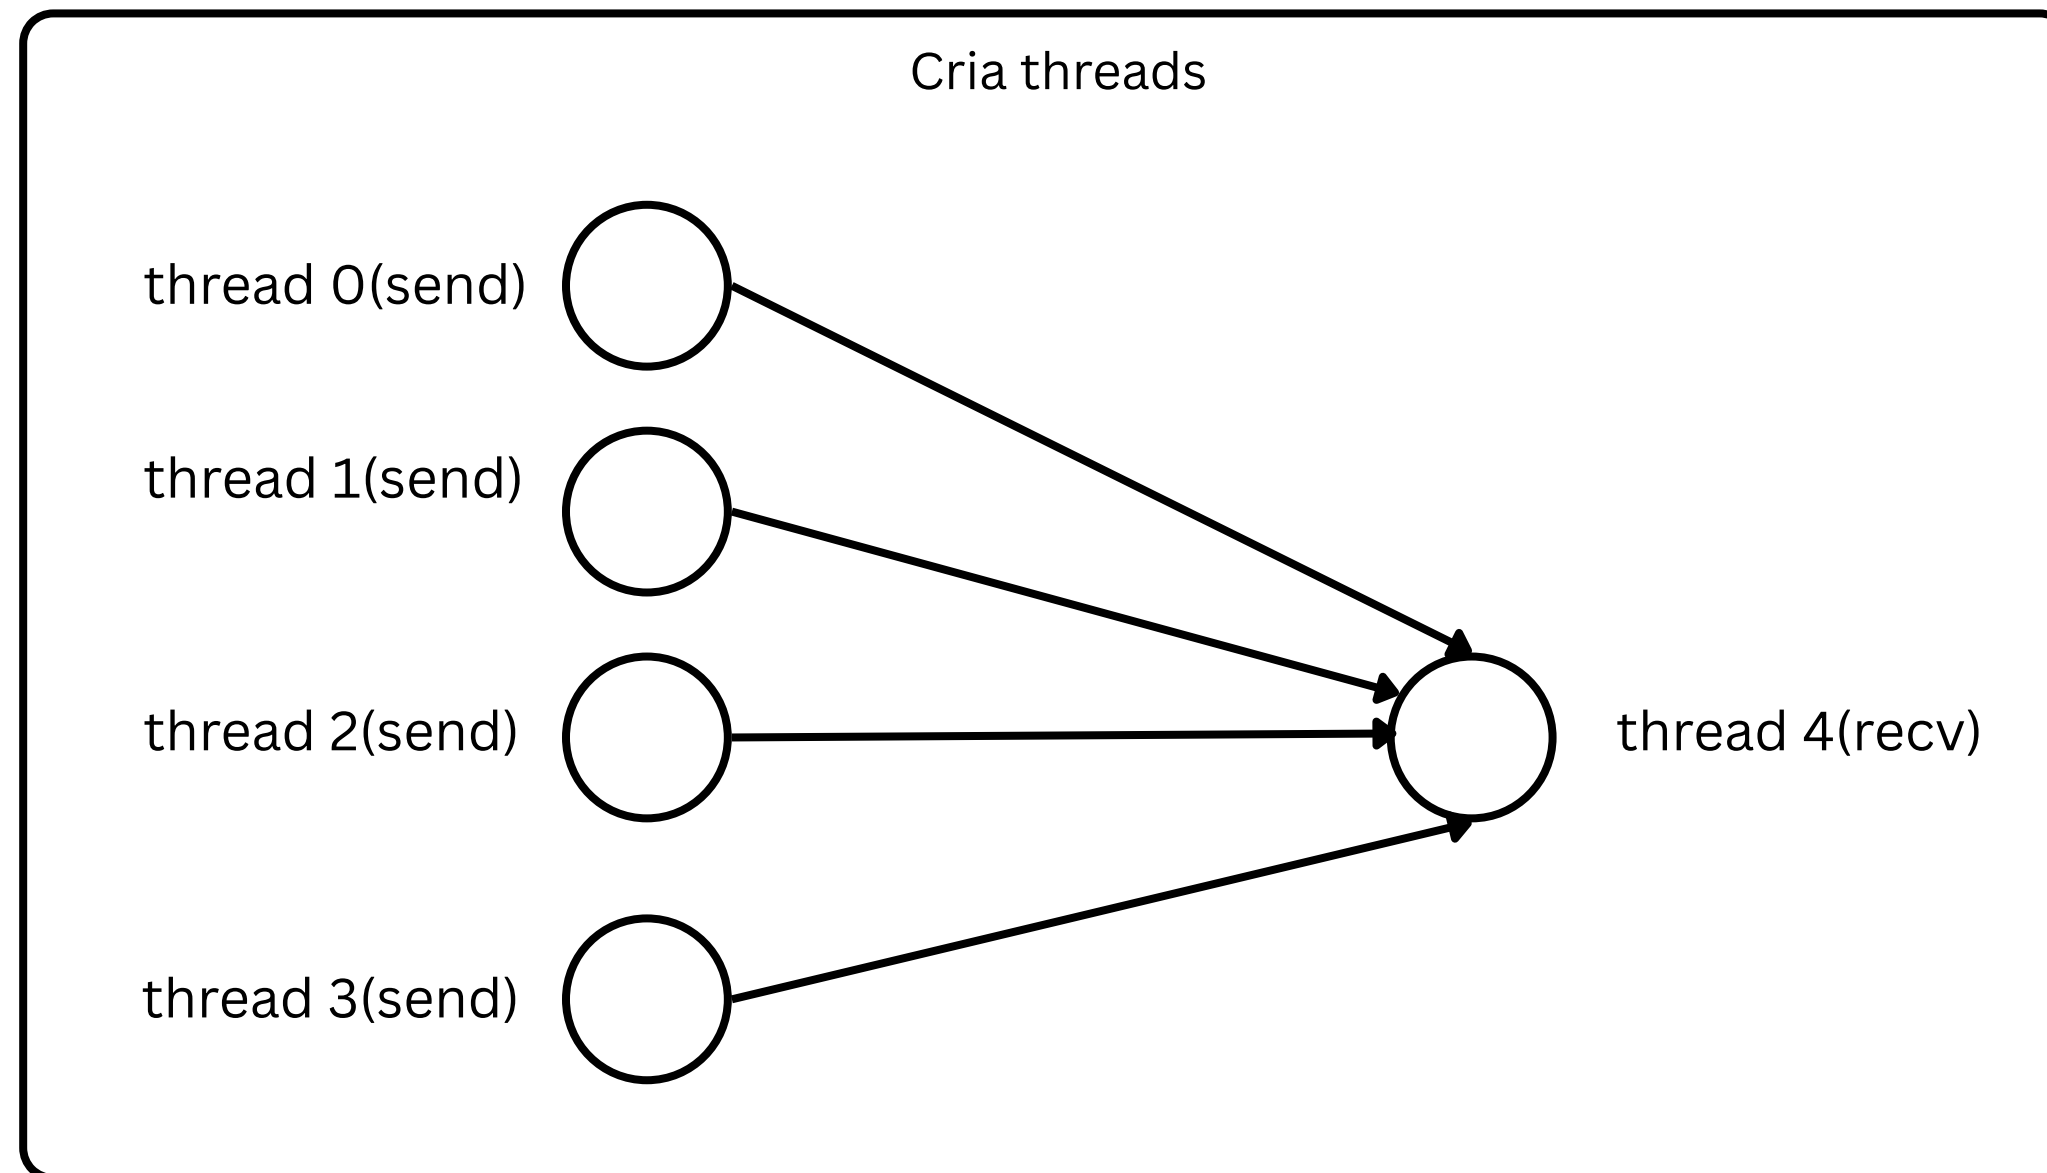 Cria threads
thread 0(send)
thread 1(send)
thread 2(send)
thread 4(recv)
thread 3(send)